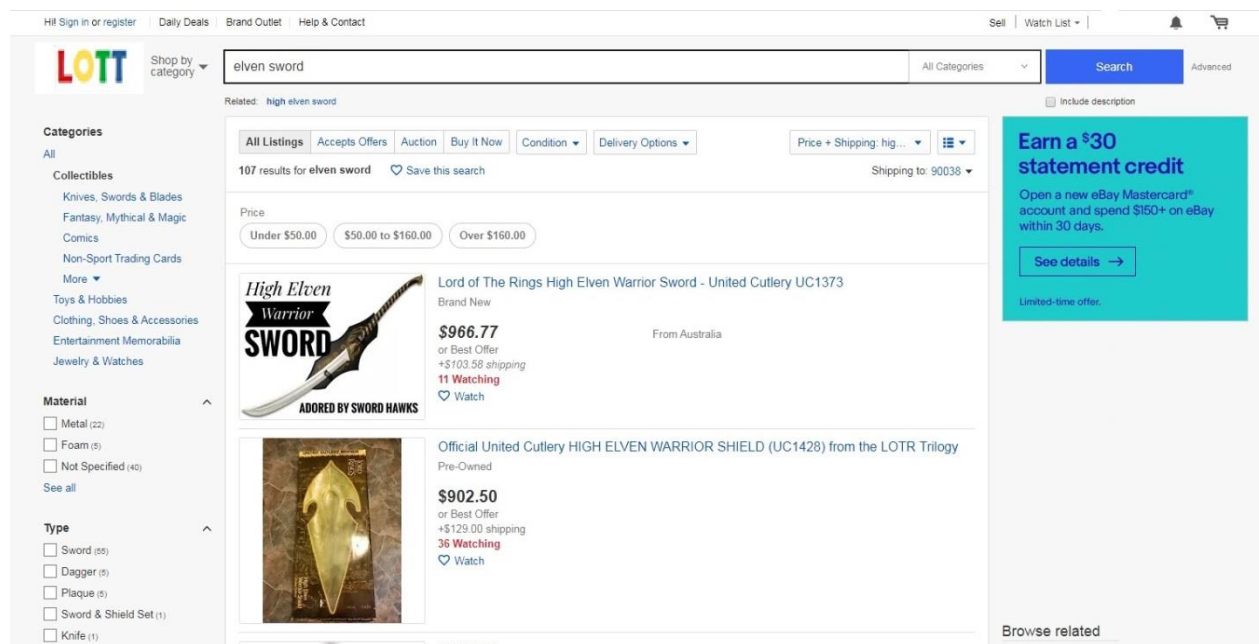 Hi! Sign in or register Daily Deals Brand Outlet Help & Contact Sell Watch List
LOTT
Shop by
category
elven sword All Categories Search Advanced
Related: high elven sword Include description
Categories
All
Collectibles
Knives, Swords & Blades
Fantasy, Mythical & Magic
Comics
Non-Sport Trading Cards
More
Toys & Hobbies
Clothing, Shoes & Accessories
Entertainment Memorabilia
Jewelry & Watches
Material
Metal (22)
Foam (5)
Not Specified (40)
See all
Type
Sword (55)
Dagger (5)
Plaque (5)
Sword & Shield Set (1)
Knife (1)
All Listings Accepts Offers Auction Buy It Now Condition Delivery Options Price + Shipping: hig...
107 results for elven sword Save this search Shipping to: 90038
Price
Under $50.00 $50.00 to $160.00 Over $160.00
High Elven
Warrior
SWORD
ADORED BY SWORD HAWKS
Lord of The Rings High Elven Warrior Sword - United Cutlery UC1373
Brand New
$966.77 From Australia
or Best Offer
+$103.58 shipping
11 Watching
Watch
Official United Cutlery HIGH ELVEN WARRIOR SHIELD (UC1428) from the LOTR Trilogy
Pre-Owned
$902.50
or Best Offer
+$129.00 shipping
36 Watching
Watch
Earn a $30
statement credit
Open a new eBay Mastercard®
account and spend $150+ on eBay
within 30 days.
See details →
Limited-time offer.
Browse related